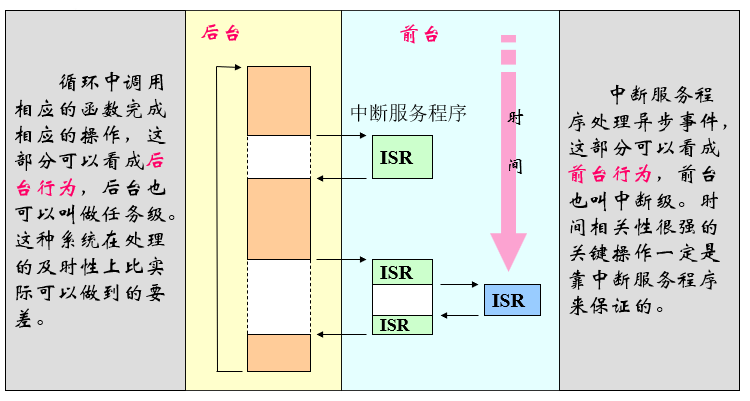 循环中调用
相应的函数完成
相应的操作，这
部分可以看成后
台行为，后台也
可以叫做任务级。
这种系统在处理
的及时性上比实
际可以做到的要
差。
后台
前台
中断服务程序
ISR
ISR
ISR
ISR
时
间
中断服务程
序处理异步事件，
这部分可以看成
前台行为，前台
也叫中断级。时
间相关性很强的
关键操作一定是
靠中断服务程序
来保证的。